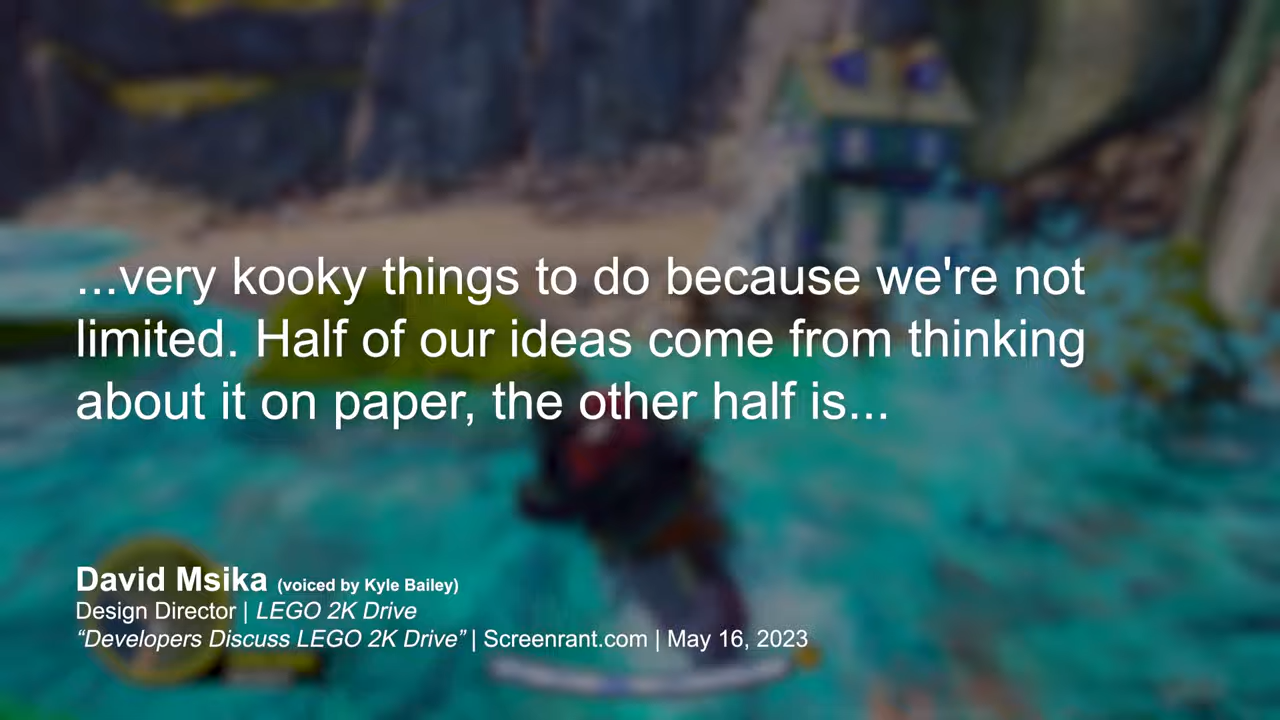 ...very kooky things to do because we're not
limited. Half of our ideas come from thinking
about it on paper, the other half is...
David Msika (voiced by Kyle Bailey)
Design Director | LEGO 2K Drive
“Developers Discuss LEGO 2K Drive” | Screenrant.com | May 16, 2023